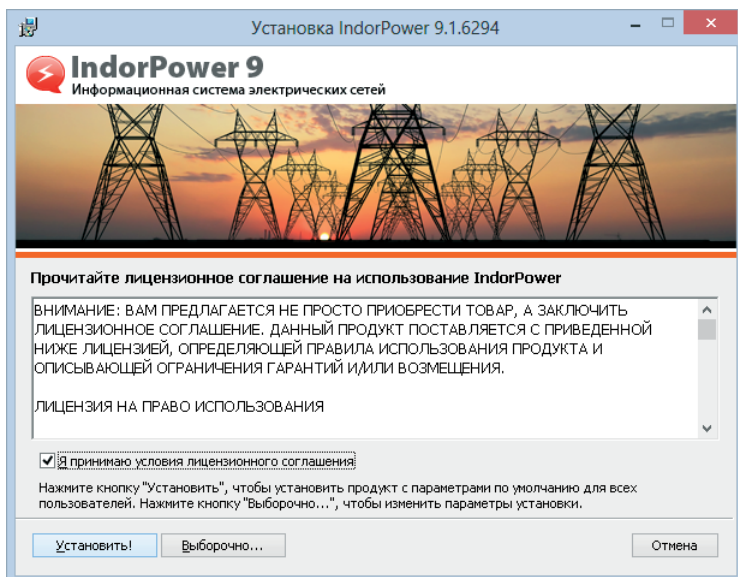 Установка IndorPower 9.1.6294
IndorPower 9
Информационная система электрических сетей
Прочитайте лицензионное соглашение на использование IndorPower
ВНИМАНИЕ: ВАМ ПРЕДЛАГАЕТСЯ НЕ ПРОСТО ПРИОБРЕСТИ ТОВАР, А ЗАКЛЮЧИТЬ
ЛИЦЕНЗИОННОЕ СОГЛАШЕНИЕ. ДАННЫЙ ПРОДУКТ ПОСТАВЛЯЕТСЯ С ПРИВЕДЕННОЙ
НИЖЕ ЛИЦЕНЗИЕЙ, ОПРЕДЕЛЯЮЩЕЙ ПРАВИЛА ИСПОЛЬЗОВАНИЯ ПРОДУКТА И
ОПИСЫВАЮЩЕЙ ОГРАНИЧЕНИЯ ГАРАНТИЙ И/ИЛИ ВОЗМЕЩЕНИЯ.
ЛИЦЕНЗИЯ НА ПРАВО ИСПОЛЬЗОВАНИЯ
Я принимаю условия лицензионного соглашения
Нажмите кнопку "Установить", чтобы установить продукт с параметрами по умолчанию для всех
пользователей. Нажмите кнопку "Выборочно...", чтобы изменить параметры установки.
Установить! Выборочно... Отмена